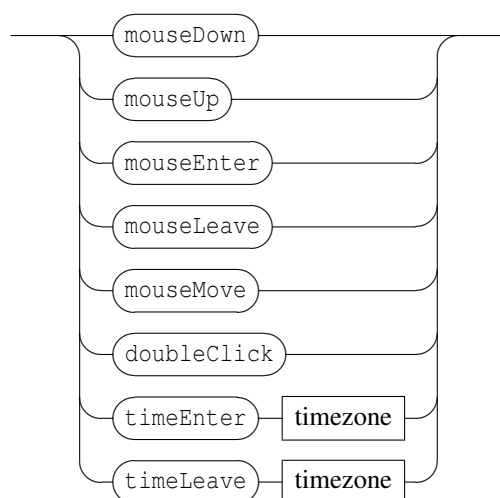 mouseDown
mouseUp
mouseEnter
mouseLeave
mouseMove
doubleClick
timeEnter timezone
timeLeave timezone